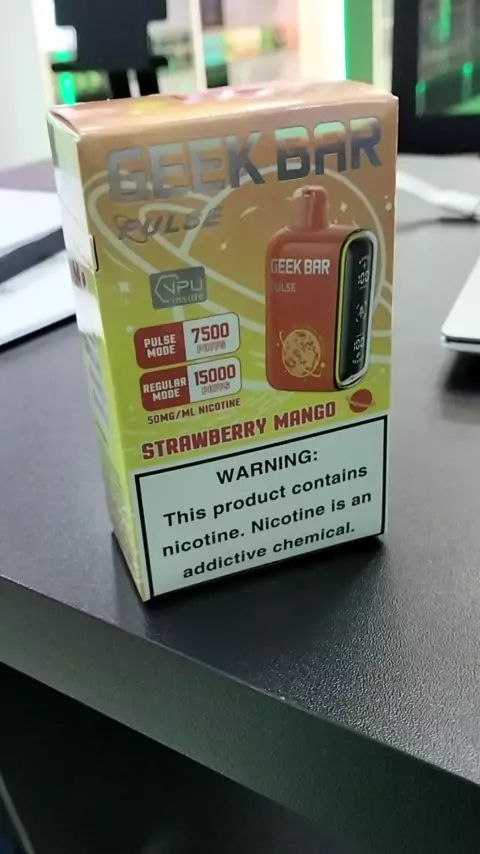 GEEK BAR
PULSE
GEEK BAR
PULSE
VPU
inside
PULSE MODE 7500 PUFFS
REGULAR MODE 15000 PUFFS
50MG/ML NICOTINE
STRAWBERRY MANGO
WARNING:
This product contains
nicotine. Nicotine is an
addictive chemical.